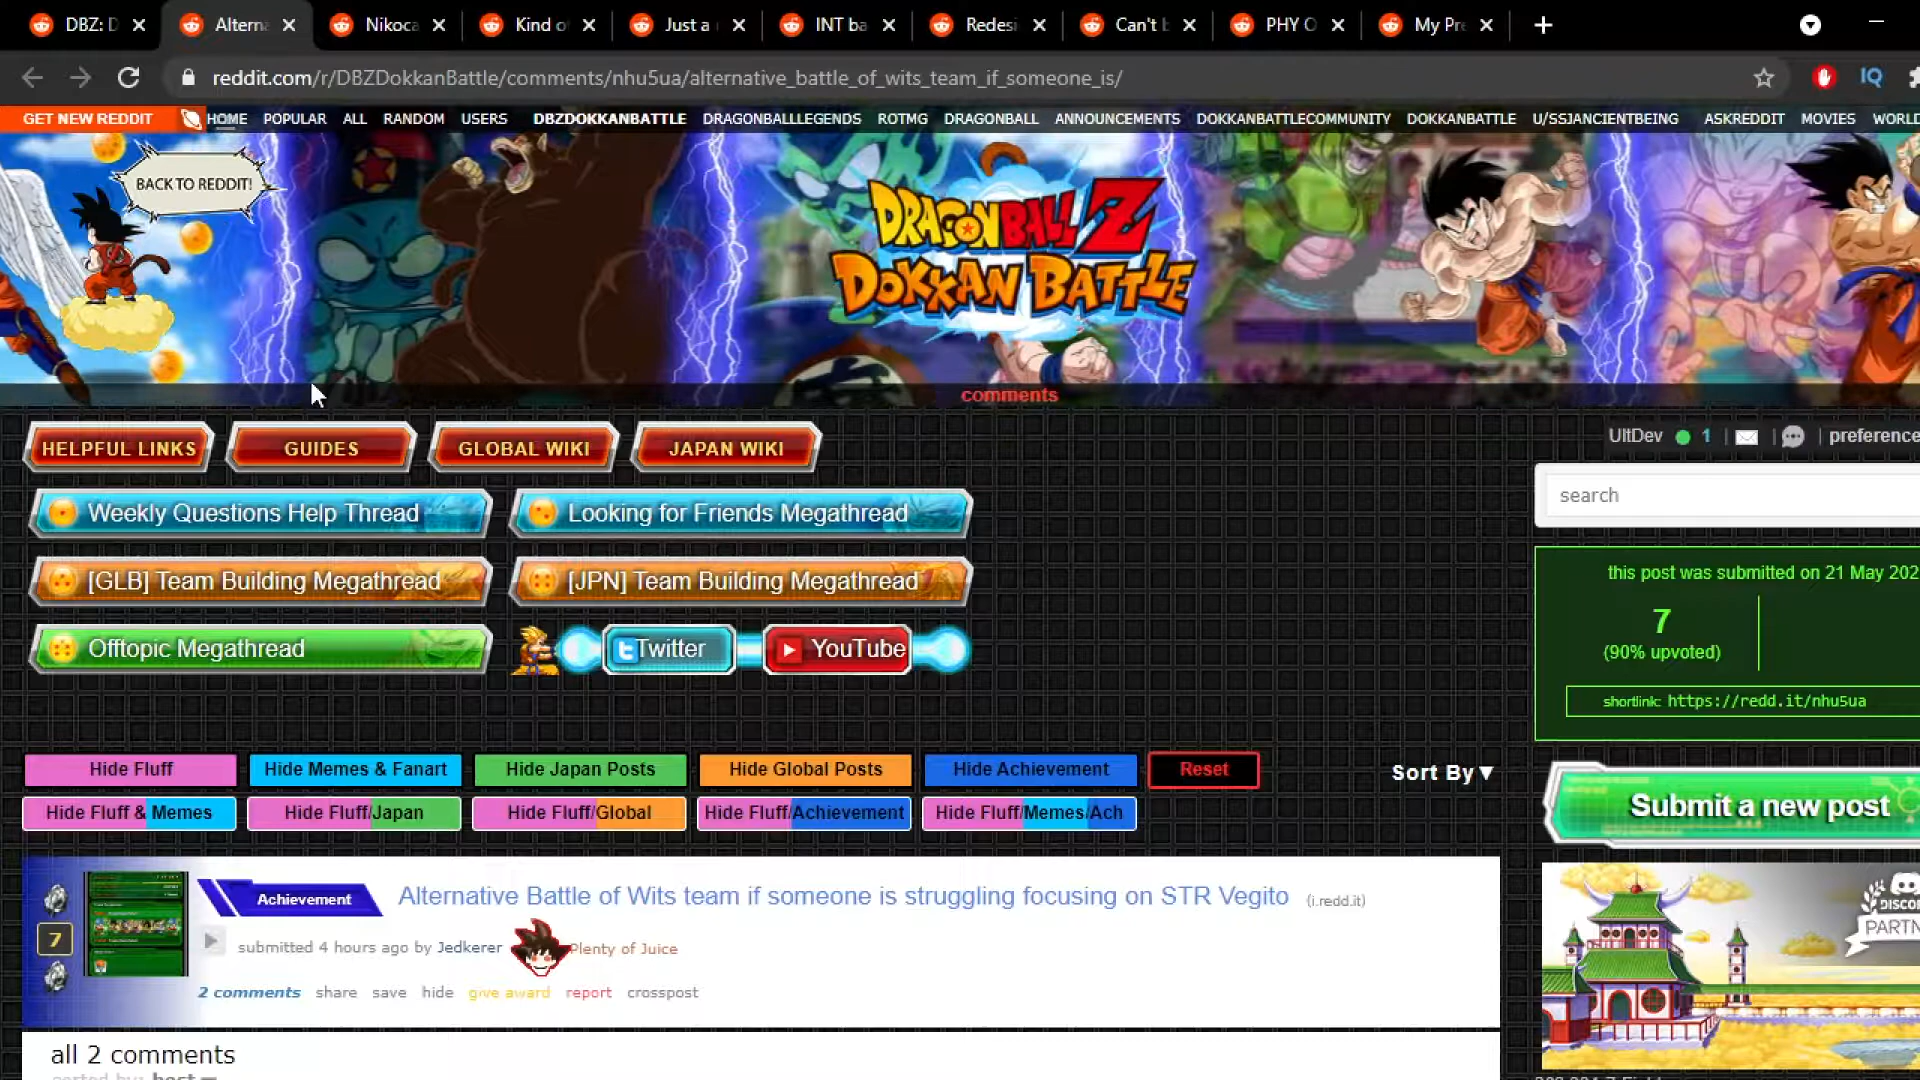 DBZ: D
Altern
Nikoca
Kind o
Just a
INT ba
Redesi
Can't b
PHY O
My Pr
reddit.com/r/DBZDokkanBattle/comments/nhu5ua/alternative_battle_of_wits_team_if_someone_is/
IQ
GET NEW REDDIT HOME POPULAR ALL RANDOM USERS DBZDOKKANBATTLE DRAGONBALLLEGENDS ROTMG DRAGONBALL ANNOUNCEMENTS DOKKANBATTLECOMMUNITY DOKKANBATTLE U/SSJANCIENTBEING ASKREDDIT MOVIES WORLD
BACK TO REDDIT!
DRAGON BALL Z
DOKKAN BATTLE
comments
HELPFUL LINKS GUIDES GLOBAL WIKI JAPAN WIKI
UltDev 1 | | | preference
Weekly Questions Help Thread Looking for Friends Megathread
search
[GLB] Team Building Megathread [JPN] Team Building Megathread
this post was submitted on 21 May 202
7
(90% upvoted)
Offtopic Megathread Twitter YouTube
shortlink: https://redd.it/nhu5ua
Hide Fluff Hide Memes & Fanart Hide Japan Posts Hide Global Posts Hide Achievement Reset
Sort By▼
Hide Fluff & Memes Hide Fluff/Japan Hide Fluff/Global Hide Fluff/Achievement Hide Fluff/Memes/Ach
Submit a new post
7
Achievement Alternative Battle of Wits team if someone is struggling focusing on STR Vegito (i.redd.it)
submitted 4 hours ago by Jedkerer Plenty of Juice
2 comments share save hide give award report crosspost
DISCO
PARTN
all 2 comments
sorted by: best